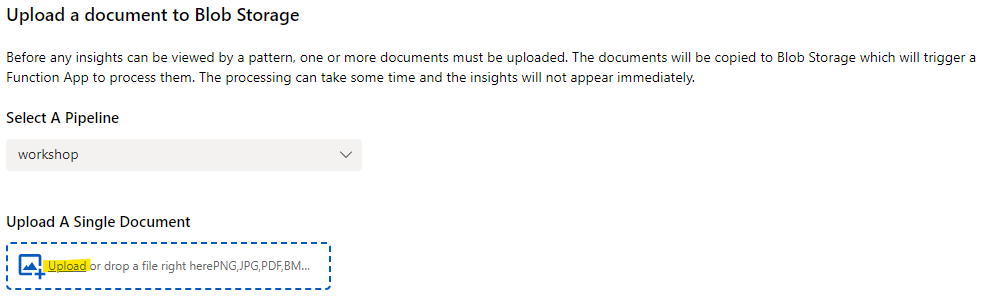 Upload a document to Blob Storage
Before any insights can be viewed by a pattern, one or more documents must be uploaded. The documents will be copied to Blob Storage which will trigger a
Function App to process them. The processing can take some time and the insights will not appear immediately.
Select A Pipeline
workshop
Upload A Single Document
Upload or drop a file right herePNG,JPG,PDF,BM...